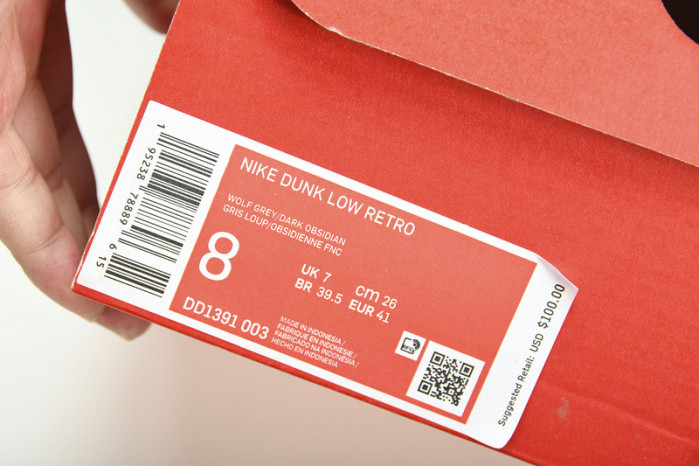 1 95238 78889 6 15
NIKE DUNK LOW RETRO
WOLF GREY/DARK OBSIDIAN
GRIS LOUP/OBSIDIENNE FNC
8
UK 7 cm 26
BR 39.5 EUR 41
DD1391 003
MADE IN INDONESIA /
FABRIQUE EN INDONESIE /
FABRICADO NA INDONÉSIA /
HECHO EN INDONESIA
Suggested Retail: USD $100.00